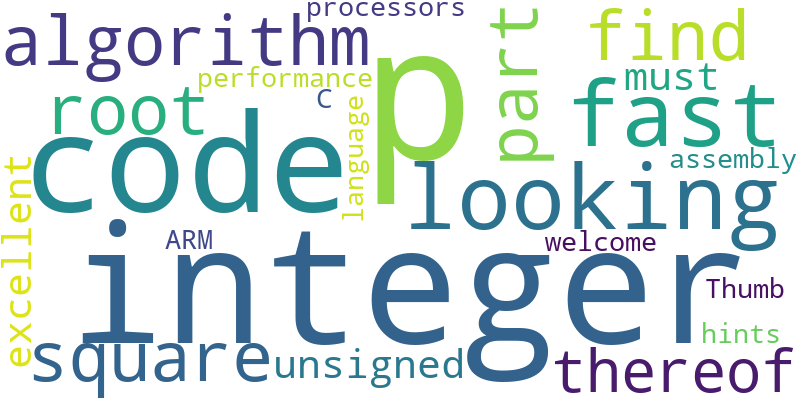 processors
algorithm
part
find
performance
must
C
root
fast
code
p
language
assembly
excellent
looking
ARM
welcome
integer
Thumb
hints
square
unsigned
thereof